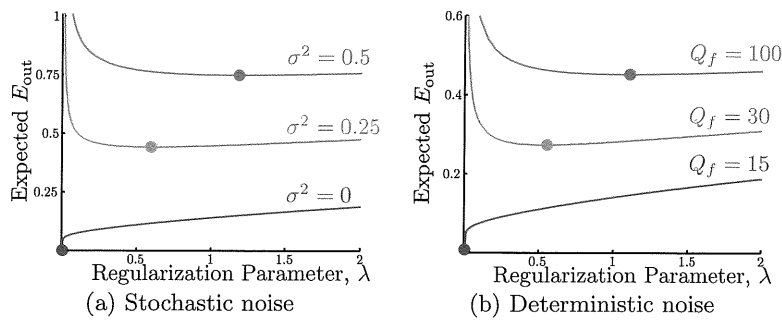 Expected E_out
1
0.75
0.5
0.25
σ² = 0.5
σ² = 0.25
σ² = 0
0.5
1
1.5
2
Regularization Parameter, λ
(a) Stochastic noise
Expected E_out
0.6
0.4
0.2
Q_f = 100
Q_f = 30
Q_f = 15
0.5
1
1.5
2
Regularization Parameter, λ
(b) Deterministic noise